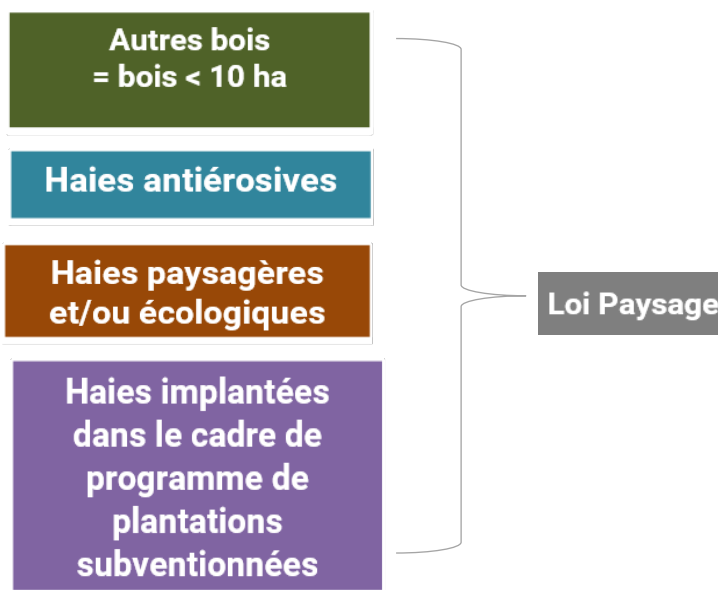 Autres bois
= bois < 10 ha
Haies antiérosives
Haies paysagères
et/ou écologiques
Haies implantées
dans le cadre de
programme de
plantations
subventionnées
Loi Paysage